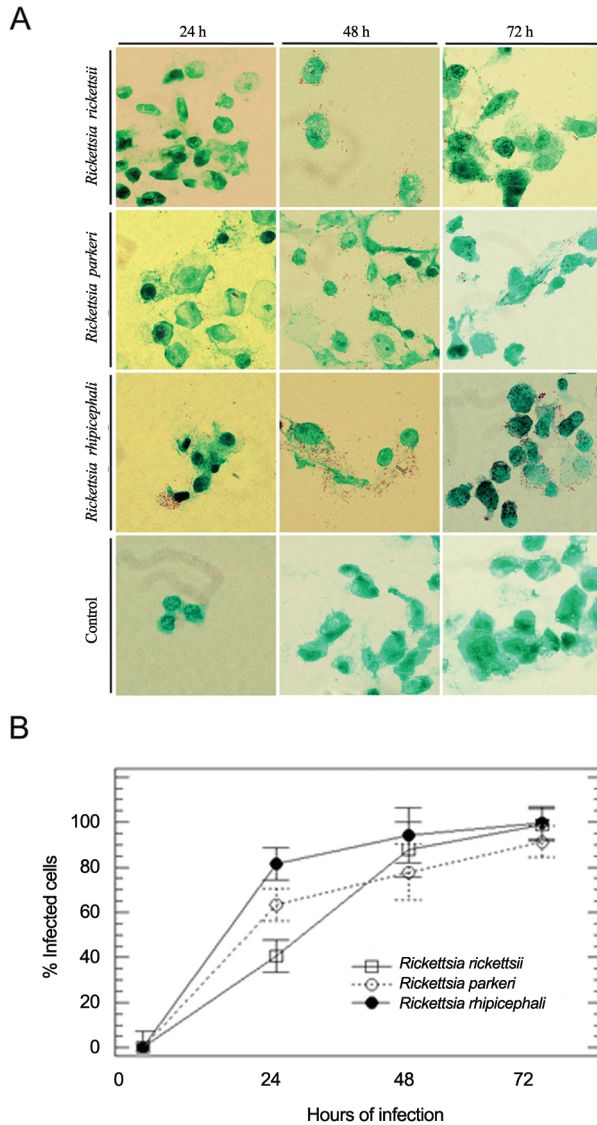 A
24 h 48 h 72 h
Rickettsia rickettsii
Rickettsia parkeri
Rickettsia rhipicephali
Control
B
% Infected cells
100
80
60
40
20
0
Rickettsia rickettsii
Rickettsia parkeri
Rickettsia rhipicephali
0 24 48 72
Hours of infection